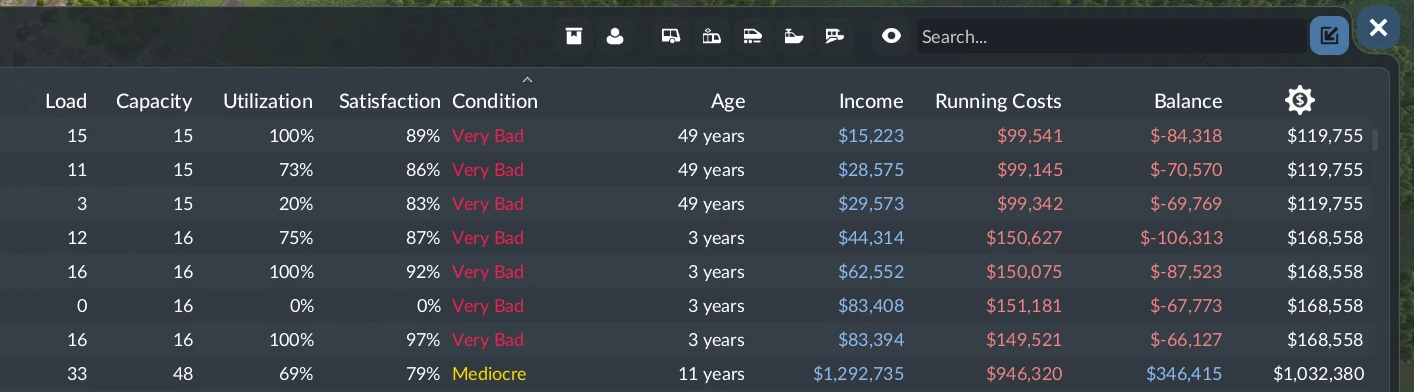 Search...
Load Capacity Utilization Satisfaction Condition Age Income Running Costs Balance
15 15 100% 89% Very Bad 49 years $15,223 $99,541 $-84,318 $119,755
11 15 73% 86% Very Bad 49 years $28,575 $99,145 $-70,570 $119,755
3 15 20% 83% Very Bad 49 years $29,573 $99,342 $-69,769 $119,755
12 16 75% 87% Very Bad 3 years $44,314 $150,627 $-106,313 $168,558
16 16 100% 92% Very Bad 3 years $62,552 $150,075 $-87,523 $168,558
0 16 0% 0% Very Bad 3 years $83,408 $151,181 $-67,773 $168,558
16 16 100% 97% Very Bad 3 years $83,394 $149,521 $-66,127 $168,558
33 48 69% 79% Mediocre 11 years $1,292,735 $946,320 $346,415 $1,032,380